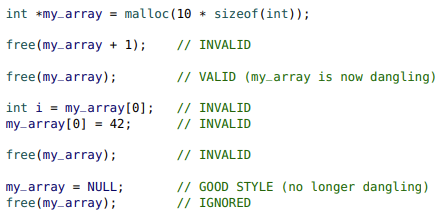 int *my_array = malloc(10 * sizeof(int));
free(my_array + 1);    // INVALID
free(my_array);        // VALID (my_array is now dangling)
int i = my_array[0];   // INVALID
my_array[0] = 42;      // INVALID
free(my_array);        // INVALID
my_array = NULL;       // GOOD STYLE (no longer dangling)
free(my_array);        // IGNORED